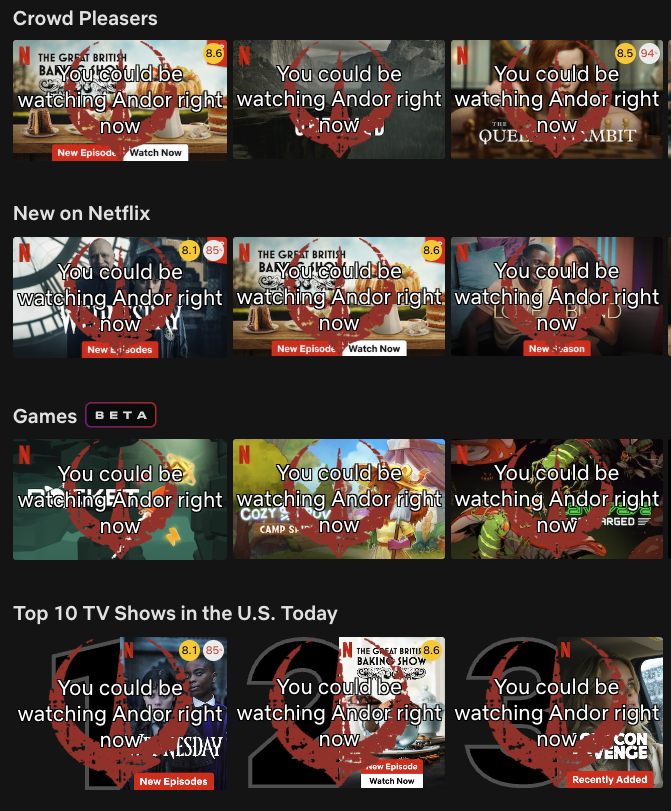 Crowd Pleasers
THE GREAT BRITISH
8.6
You could be
watching Andor right
now
New Episode
Watch Now
You could be
watching Andor right
now
8.5 94%
You could be
watching Andor right
now
THE
QUEEN'S GAMBIT
New on Netflix
8.1 85%
You could be
watching Andor right
now
New Episodes
THE GREAT BRITISH
8.6
You could be
watching Andor right
now
New Episode
Watch Now
You could be
watching Andor right
now
New Season
Games BETA
You could be
watching Andor right
now
You could be
watching Andor right
now
COZY GROVE
CAMP SPIRIT
You could be
watching Andor right
now
Top 10 TV Shows in the U.S. Today
1
8.1 85%
You could be
watching Andor right
now
WEDNESDAY
New Episodes
2
THE GREAT BRITISH
BAKING SHOW
8.6
You could be
watching Andor right
now
New Episode
Watch Now
3
You could be
watching Andor right
now
Recently Added